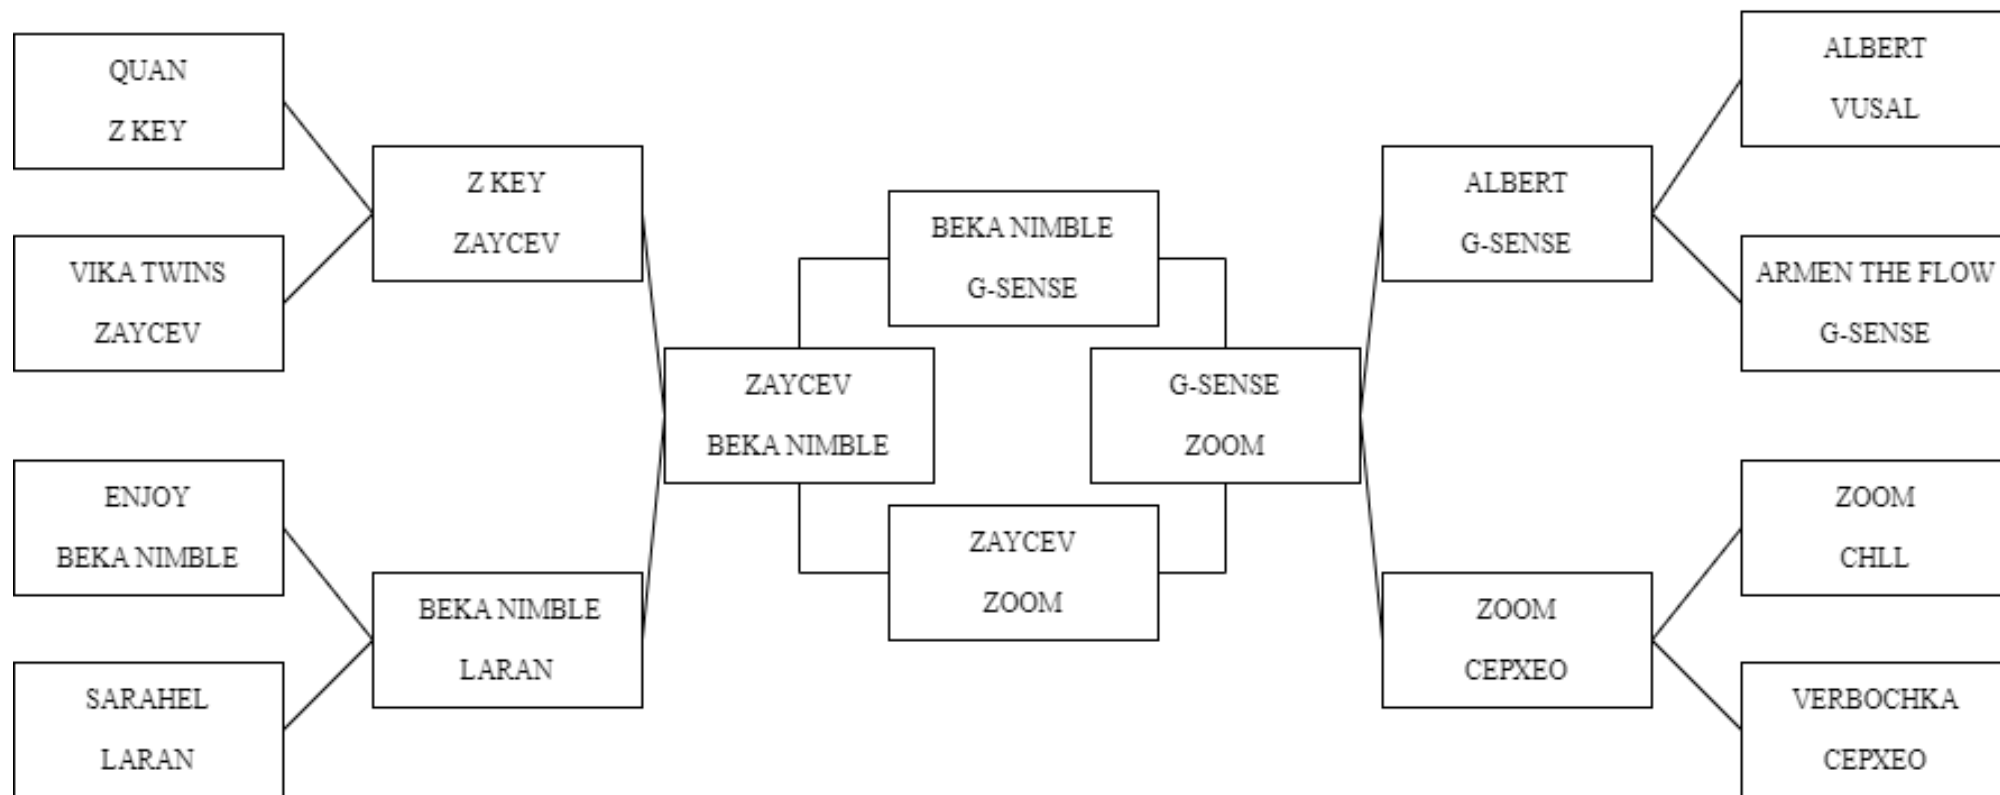 QUAN
Z KEY
VIKA TWINS
ZAYCEV
ENJOY
BEKA NIMBLE
SARAHEL
LARAN
Z KEY
ZAYCEV
BEKA NIMBLE
LARAN
ZAYCEV
BEKA NIMBLE
BEKA NIMBLE
G-SENSE
ZAYCEV
ZOOM
G-SENSE
ZOOM
ALBERT
G-SENSE
ZOOM
CEPXEO
ALBERT
VUSAL
ARMEN THE FLOW
G-SENSE
ZOOM
CHLL
VERBOCHKA
CEPXEO